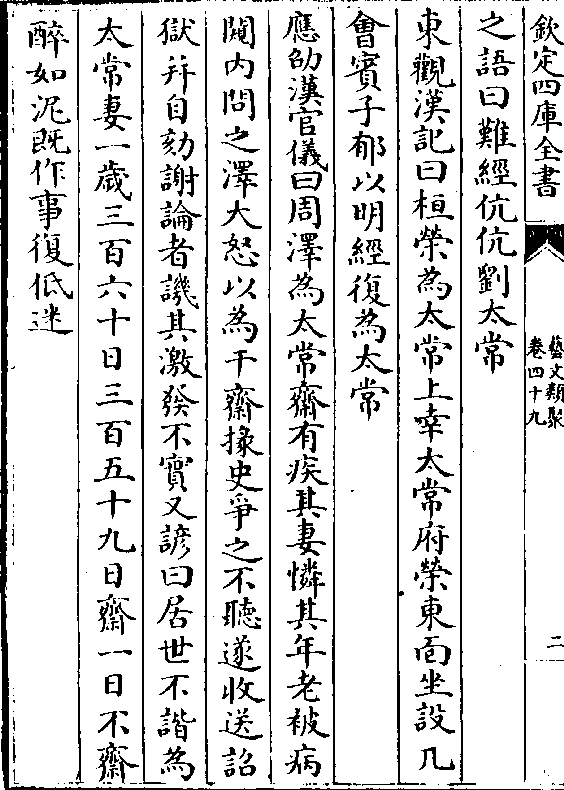 欽定四庫全書
藝文類聚
卷四十九
二
之語曰難經伉伉劉太常
東觀漢記曰桓榮為太常上幸太常府榮東面坐設几
㑹賓子郁以明經復為太常
應劭漢官儀曰周澤為太常齋有疾其妻憐其年老被病
闚内問之澤大怒以為干齋掾史爭之不聽遂收送詔
獄并自劾謝論者譏其激發不實又諺曰居世不諧為
太常妻一歲三百六十日三百五十九日齋一日不齋
醉如泥既作事復低迷